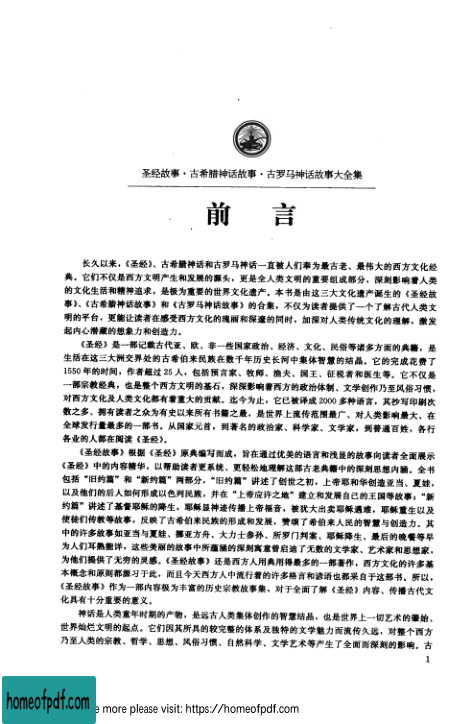 圣经故事·古希腊神话故事·古罗马神话故事大全集
前 言
长久以来，《圣经》、古希腊神话和古罗马神话一直被人们奉为最古老、最伟大的西方文化经
典。它们不仅是西方文明产生和发展的源头，更是全人类文明的重要组成部分，深刻影响着人类
的文化生活和精神追求，是极为重要的世界文化遗产。本书是由这三大文化遗产诞生的《圣经故
事》、《古希腊神话故事》和《古罗马神话故事》的合集，不仅为读者提供了一个了解古代人类文
明的平台，更能让读者在感受西方文化的瑰丽和深邃的同时，加深对人类传统文化的理解，激发
起内心潜藏的想象力和创造力。
《圣经》是一部记载古代亚、欧、非一些国家政治、经济、文化、民俗等诸多方面的典籍，是
生活在这三大洲交界处的古希伯来民族在数千年历史长河中集体智慧的结晶。它的完成花费了
1550年的时间，作者超过25人，包括预言家、牧师、渔夫、国王、征税者和医生等。它不仅是
一部宗教经典，也是整个西方文明的基石，深深影响着西方的政治体制、文学创作乃至风俗习惯，
对西方文化及人类文化都有着重大的贡献。迄今为止，它已被译成2000多种语言，其抄写印刷次
数之多、拥有读者之众为有史以来所有书籍之最，是世界上流传范围最广、对人类影响最大、在
全球发行量最多的一部书。从国家元首，到著名的政治家、科学家、文学家，到普通百姓，各行
各业的人都在阅读《圣经》。
《圣经故事》根据《圣经》原典编写而成，旨在通过优美的语言和浅显的故事向读者全面展示
《圣经》中的内容精华，以帮助读者更系统、更轻松地理解这部古老典籍中的深刻思想内涵。全书
包括“旧约篇”和“新约篇”两部分，“旧约篇”讲述了创世之初，上帝耶和华创造亚当、夏娃，
以及他们的后人如何形成以色列民族，并在“上帝应许之地”建立和发展自己的王国等故事；“新
约篇”讲述了基督耶稣的降生，耶稣显神迹传播上帝福音，被犹大出卖耶稣遇难，耶稣重生以及
使徒们传教等故事，反映了古希伯来民族的形成和发展，赞颂了希伯来人民的智慧与创造力。其
中的许多故事如亚当与夏娃、挪亚方舟、大力士参孙、所罗门判案、耶稣降生、最后的晚餐等早
为人们耳熟能详，这些美丽的故事中所蕴涵的深刻寓意曾启迪了无数的文学家、艺术家和思想家，
为他们提供了无穷的灵感。《圣经故事》还是西方人用典用得最多的一部著作，西方文化的许多基
本概念和原则都源习于此，而且今天西方人中流行着的许多格言和谚语也都采自于这部书。所以，
《圣经故事》作为一部内容极为丰富的历史宗教故事集，对于全面了解《圣经》内容、传播古代文
化具有十分重要的意义。
神话是人类童年时期的产物，是远古人类集体创作的智慧结晶，也是世界上一切艺术的肇始、
世界灿烂文明的起点。它们因其所具的较完整的体系及独特的文学魅力而流传久远，对整个西方
乃至人类的宗教、哲学、思想、风俗习惯、自然科学、文学艺术等产生了全面而深刻的影响。古
1
homeofpdf.com
e more please visit: https://homeofpdf.com